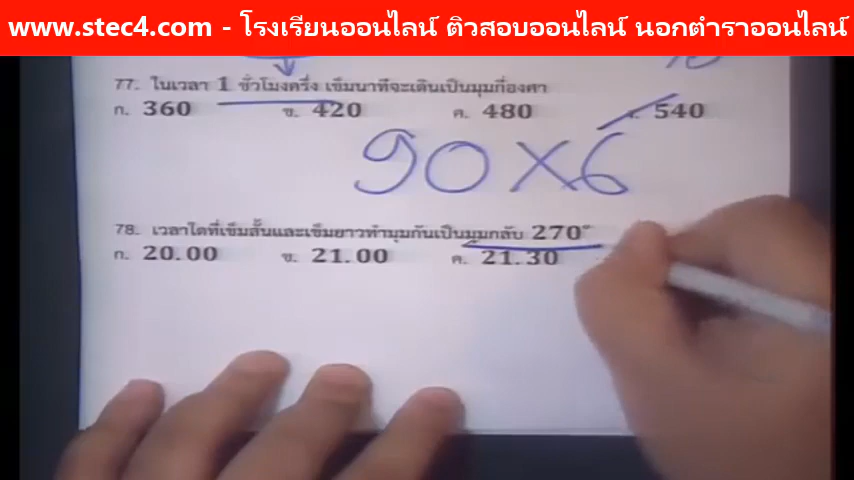 www.stec4.com - โรงเรียนออนไลน์ ติวสอบออนไลน์ นอกตำราออนไลน์
77. ในเวลา 1 ชั่วโมงครึ่ง เข็มนาทีจะเดินเป็นมุมกี่องศา
ก. 360 ข. 420 ค. 480 ง. 540
90 X 6
78. เวลาใดที่เข็มสั้นและเข็มยาวทำมุมกันเป็นมุมกลับ 270°
ก. 20.00 ข. 21.00 ค. 21.30